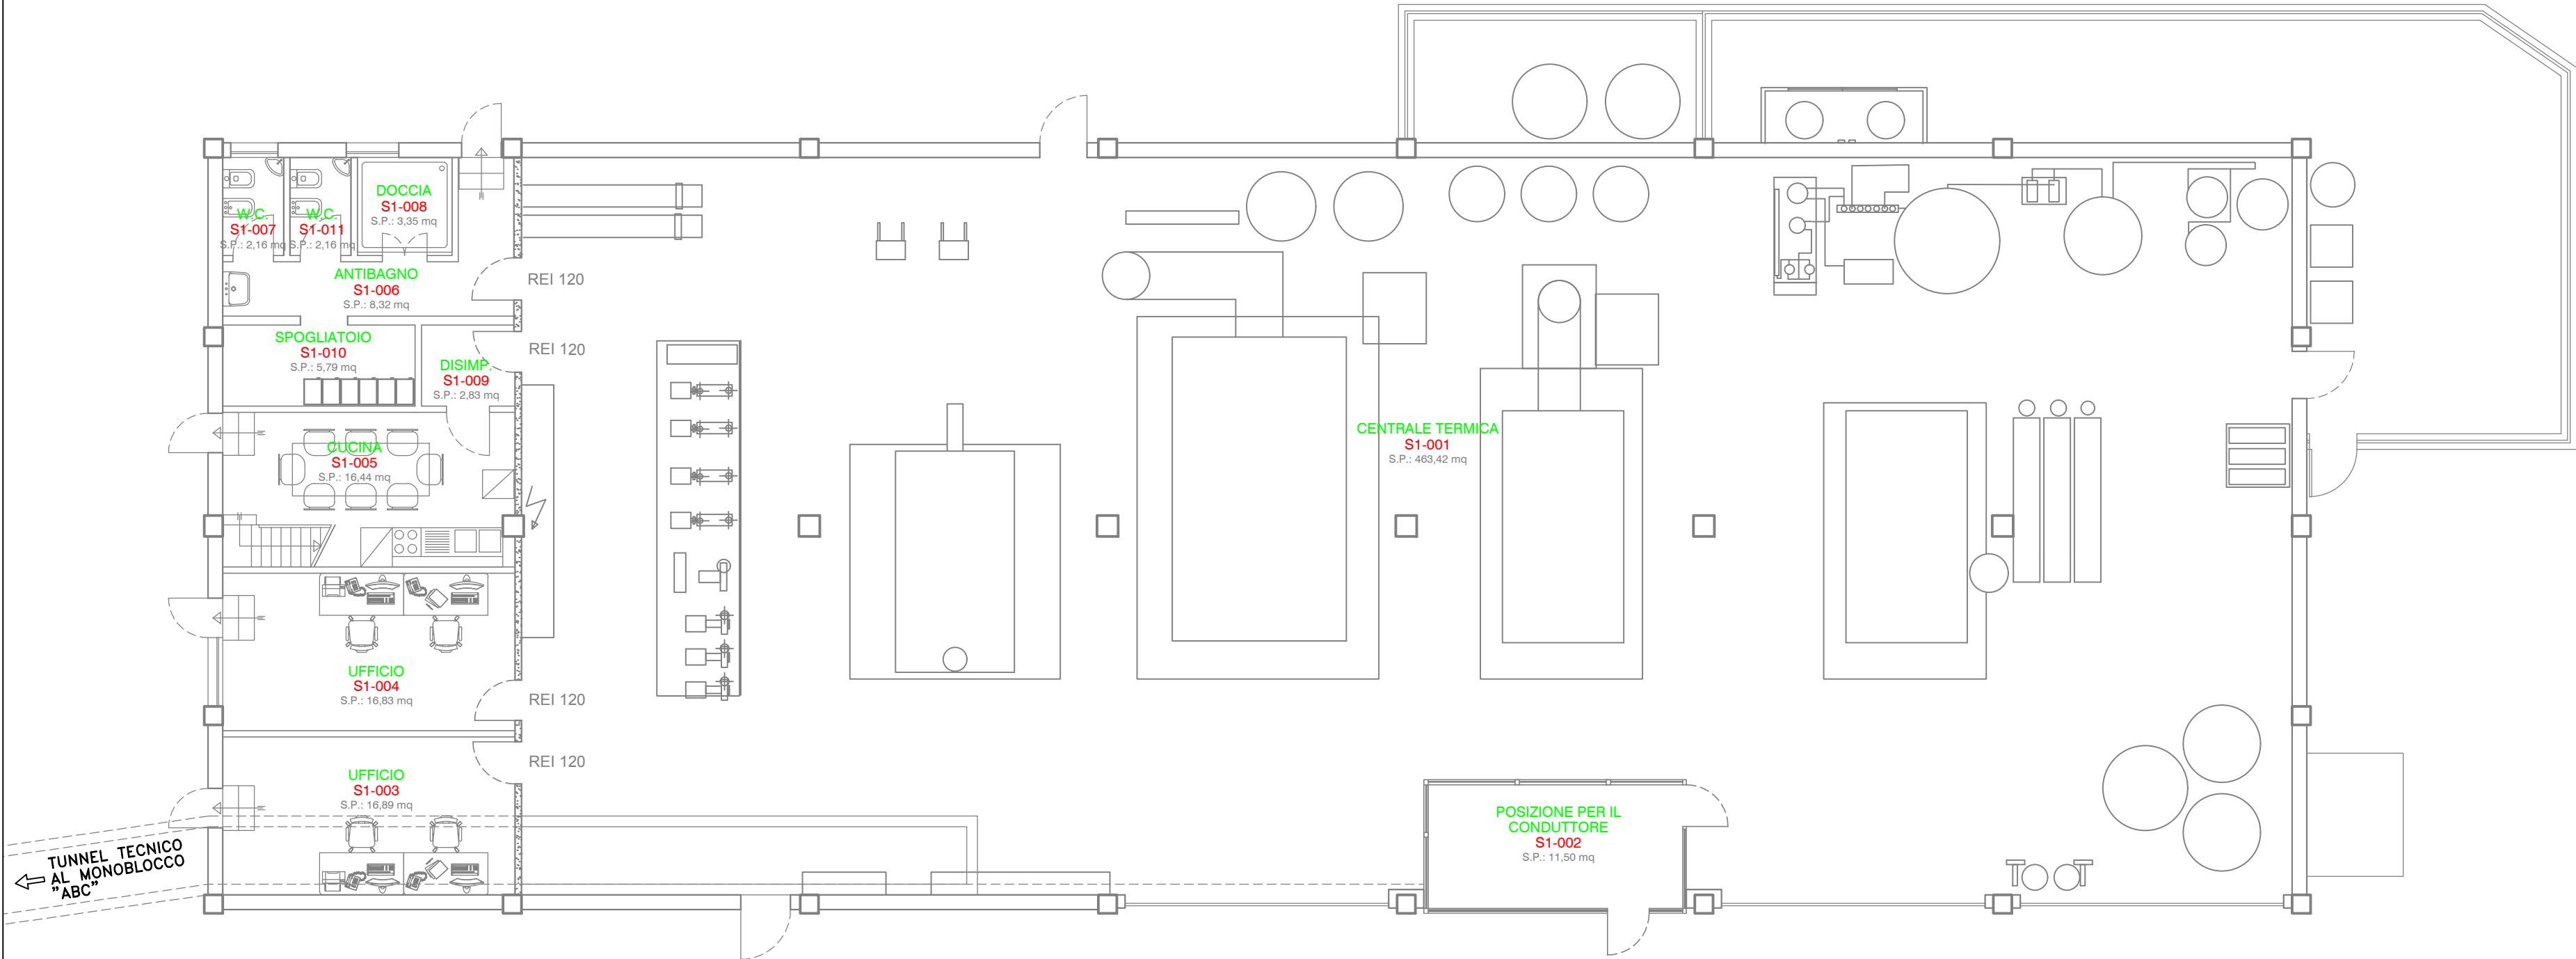 DOCCIA
S1-008
S.P.: 3,35 mq
W.C.
S1-007
S.P.: 2,16 mq
W.C.
S1-011
S.P.: 2,16 mq
ANTIBAGNO
S1-006
S.P.: 8,32 mq
REI 120
SPOGLIATOIO
S1-010
S.P.: 5,79 mq
REI 120
DISIMP.
S1-009
S.P.: 2,83 mq
CUCINA
S1-005
S.P.: 16,44 mq
CENTRALE TERMICA
S1-001
S.P.: 463,42 mq
UFFICIO
S1-004
S.P.: 16,83 mq
REI 120
REI 120
UFFICIO
S1-003
S.P.: 16,89 mq
POSIZIONE PER IL
CONDUTTORE
S1-002
S.P.: 11,50 mq
TUNNEL TECNICO
AL MONOBLOCCO
"ABC"